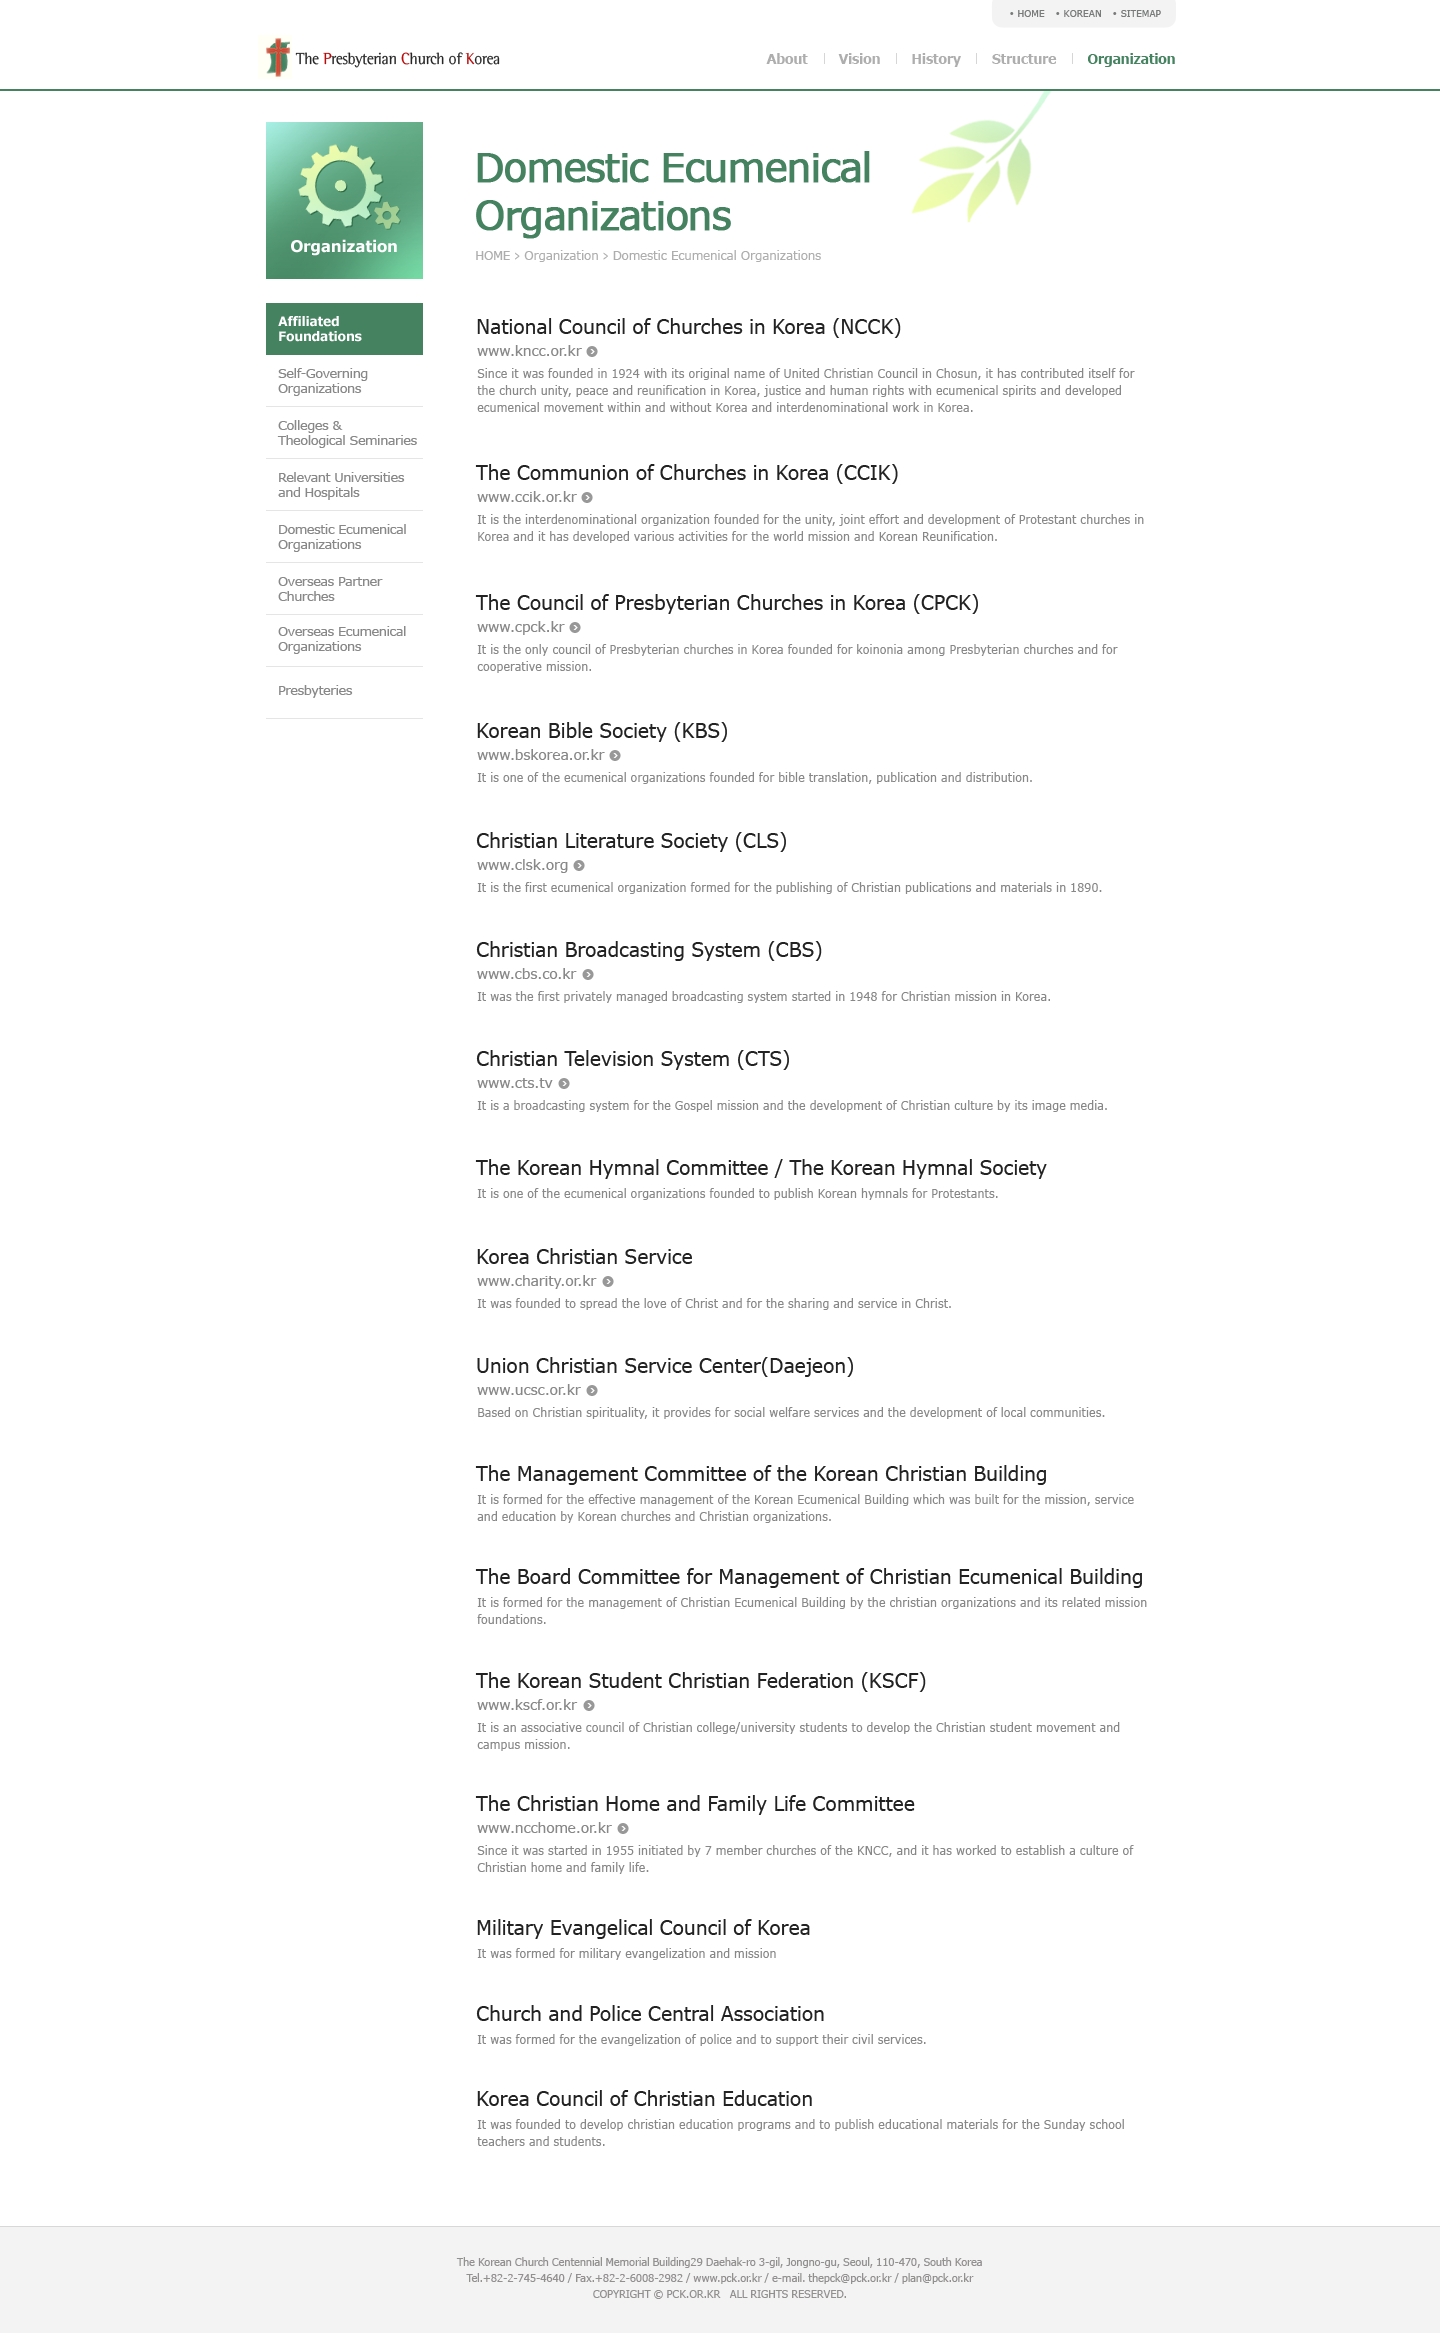 • HOME • KOREAN • SITEMAP
The Presbyterian Church of Korea
About Vision History Structure Organization
Organization
Affiliated
Foundations
Self-Governing
Organizations
Colleges &
Theological Seminaries
Relevant Universities
and Hospitals
Domestic Ecumenical
Organizations
Overseas Partner
Churches
Overseas Ecumenical
Organizations
Presbyteries
Domestic Ecumenical
Organizations
HOME > Organization > Domestic Ecumenical Organizations
National Council of Churches in Korea (NCCK)
www.kncc.or.kr
Since it was founded in 1924 with its original name of United Christian Council in Chosun, it has contributed itself for
the church unity, peace and reunification in Korea, justice and human rights with ecumenical spirits and developed
ecumenical movement within and without Korea and interdenominational work in Korea.
The Communion of Churches in Korea (CCIK)
www.ccik.or.kr
It is the interdenominational organization founded for the unity, joint effort and development of Protestant churches in
Korea and it has developed various activities for the world mission and Korean Reunification.
The Council of Presbyterian Churches in Korea (CPCK)
www.cpck.kr
It is the only council of Presbyterian churches in Korea founded for koinonia among Presbyterian churches and for
cooperative mission.
Korean Bible Society (KBS)
www.bskorea.or.kr
It is one of the ecumenical organizations founded for bible translation, publication and distribution.
Christian Literature Society (CLS)
www.clsk.org
It is the first ecumenical organization formed for the publishing of Christian publications and materials in 1890.
Christian Broadcasting System (CBS)
www.cbs.co.kr
It was the first privately managed broadcasting system started in 1948 for Christian mission in Korea.
Christian Television System (CTS)
www.cts.tv
It is a broadcasting system for the Gospel mission and the development of Christian culture by its image media.
The Korean Hymnal Committee / The Korean Hymnal Society
It is one of the ecumenical organizations founded to publish Korean hymnals for Protestants.
Korea Christian Service
www.charity.or.kr
It was founded to spread the love of Christ and for the sharing and service in Christ.
Union Christian Service Center(Daejeon)
www.ucsc.or.kr
Based on Christian spirituality, it provides for social welfare services and the development of local communities.
The Management Committee of the Korean Christian Building
It is formed for the effective management of the Korean Ecumenical Building which was built for the mission, service
and education by Korean churches and Christian organizations.
The Board Committee for Management of Christian Ecumenical Building
It is formed for the management of Christian Ecumenical Building by the christian organizations and its related mission
foundations.
The Korean Student Christian Federation (KSCF)
www.kscf.or.kr
It is an associative council of Christian college/university students to develop the Christian student movement and
campus mission.
The Christian Home and Family Life Committee
www.ncchome.or.kr
Since it was started in 1955 initiated by 7 member churches of the KNCC, and it has worked to establish a culture of
Christian home and family life.
Military Evangelical Council of Korea
It was formed for military evangelization and mission
Church and Police Central Association
It was formed for the evangelization of police and to support their civil services.
Korea Council of Christian Education
It was founded to develop christian education programs and to publish educational materials for the Sunday school
teachers and students.
The Korean Church Centennial Memorial Building29 Daehak-ro 3-gil, Jongno-gu, Seoul, 110-470, South Korea
Tel.+82-2-745-4640 / Fax.+82-2-6008-2982 / www.pck.or.kr / e-mail. thepck@pck.or.kr / plan@pck.or.kr
COPYRIGHT © PCK.OR.KR ALL RIGHTS RESERVED.